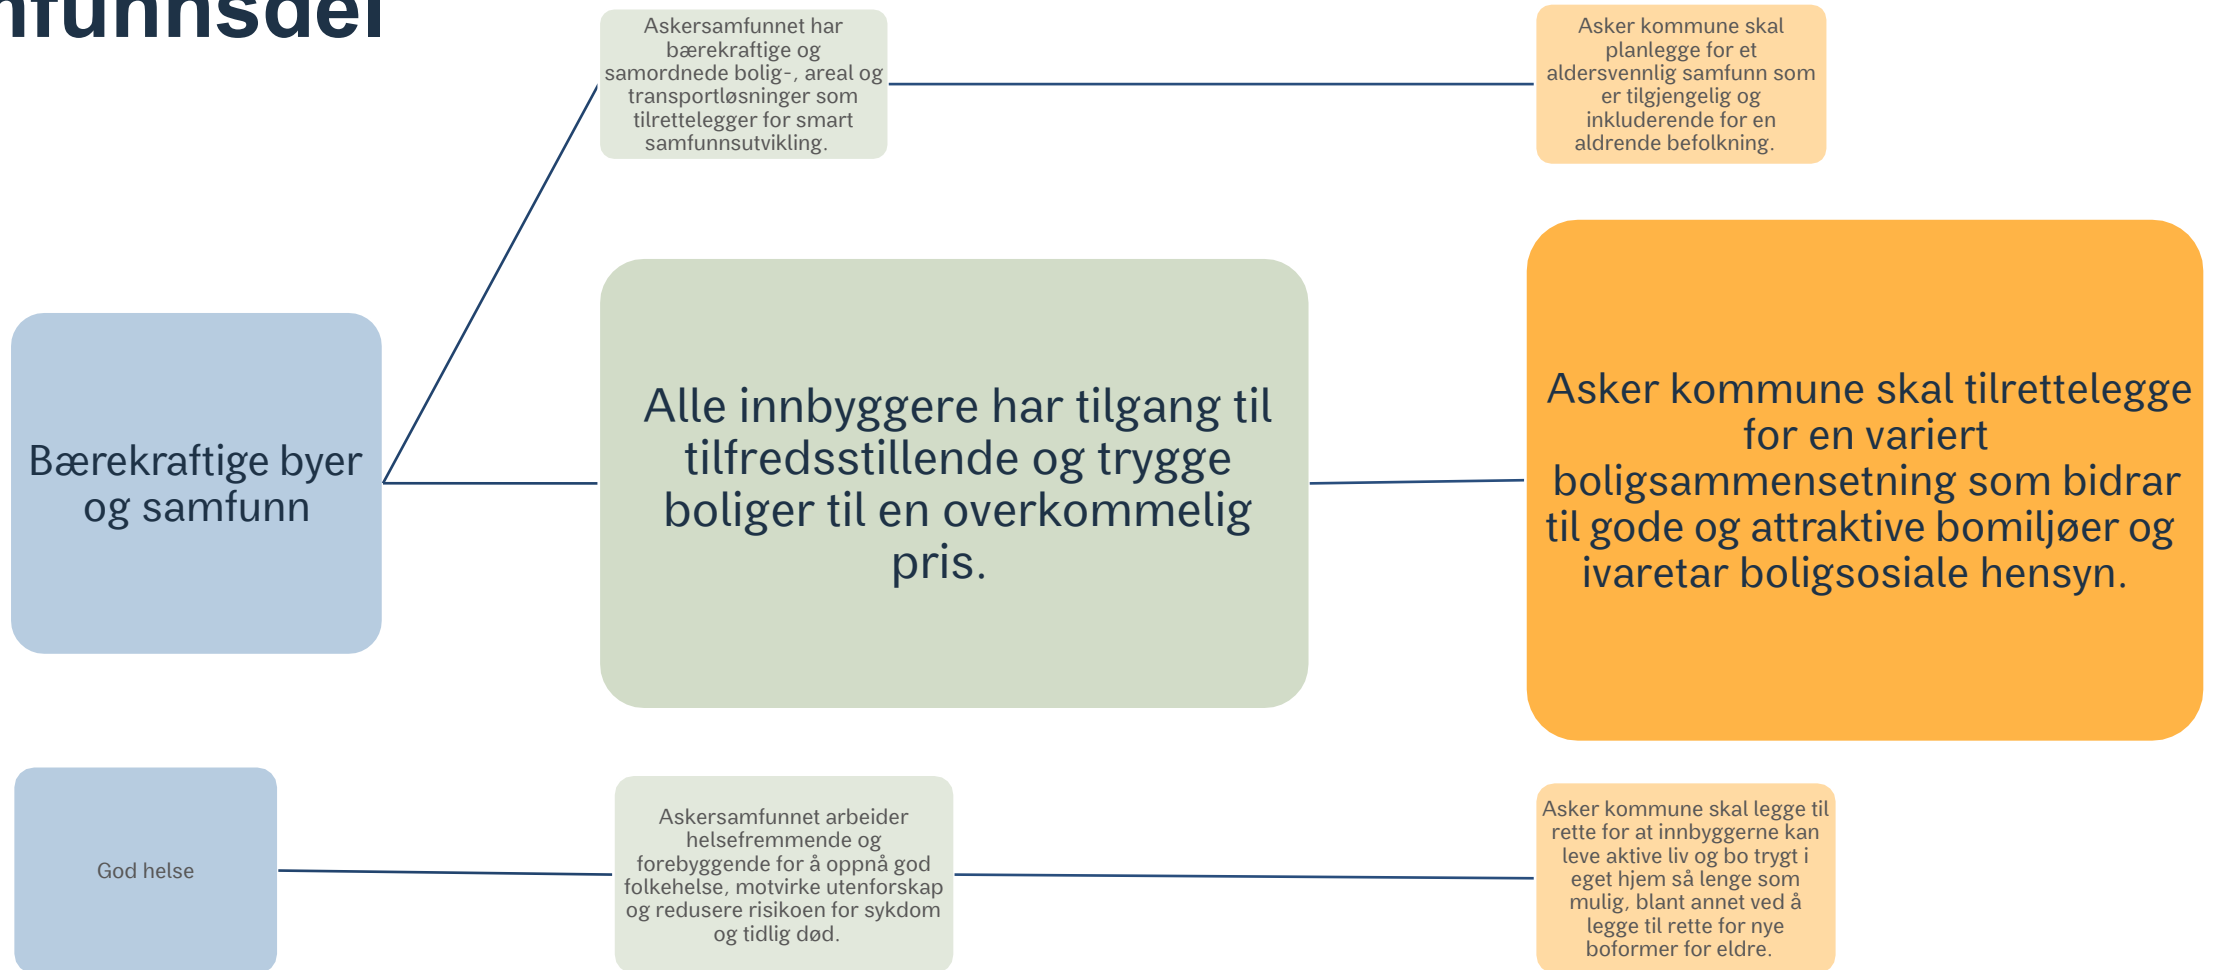 mfunnsdel
Askersamfunnet har
bærekraftige og
samordnede bolig-, areal og
transportløsninger som
tilrettelegger for smart
samfunnsutvikling.
Asker kommune skal
planlegge for et
aldersvennlig samfunn som
er tilgjengelig og
inkluderende for en
aldrende befolkning.
Bærekraftige byer
og samfunn
Alle innbyggere har tilgang til
tilfredsstillende og trygge
boliger til en overkommelig
pris.
Asker kommune skal tilrettelegge
for en variert
boligsammensetning som bidrar
til gode og attraktive bomiljøer og
ivaretar boligsosiale hensyn.
God helse
Askersamfunnet arbeider
helsefremmende og
forebyggende for å oppnå god
folkehelse, motvirke utenforskap
og redusere risikoen for sykdom
og tidlig død.
Asker kommune skal legge til
rette for at innbyggerne kan
leve aktive liv og bo trygt i
eget hjem så lenge som
mulig, blant annet ved å
legge til rette for nye
boformer for eldre.